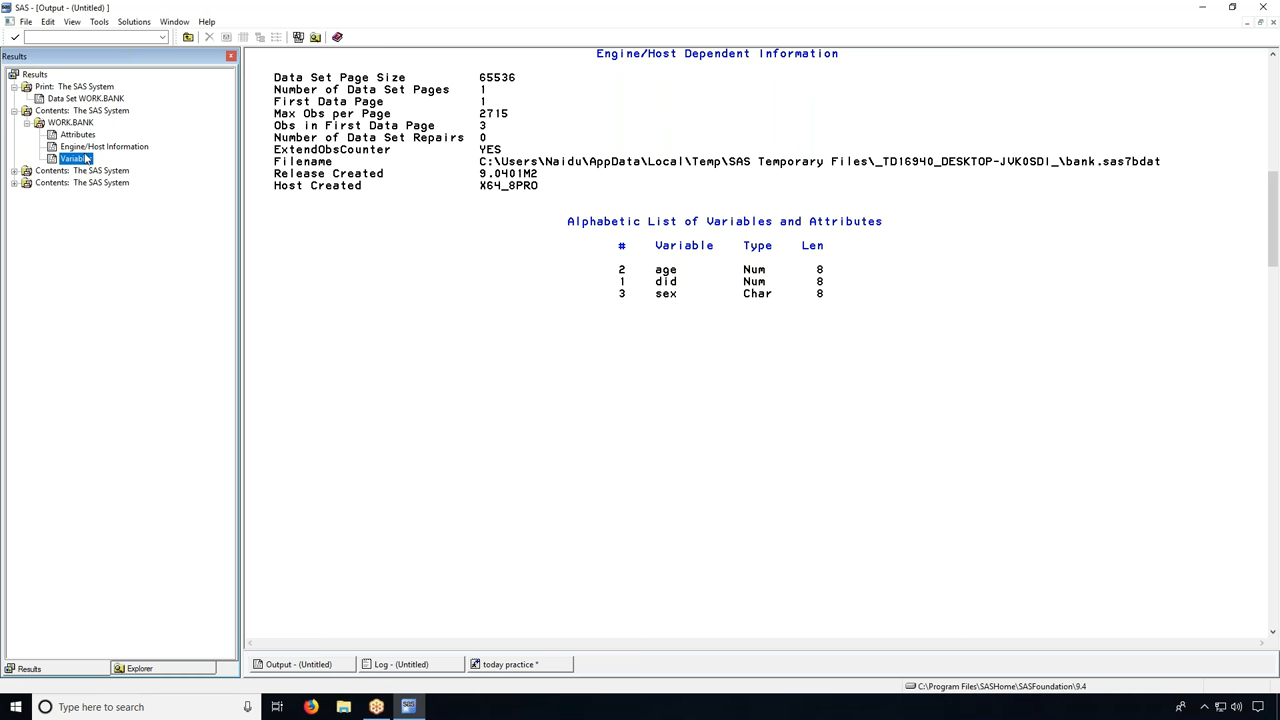 SAS - [Output - (Untitled)]
File Edit View Tools Solutions Window Help
Results
Results
Print: The SAS System
Data Set WORK.BANK
Contents: The SAS System
WORK.BANK
Attributes
Engine/Host Information
Variabl
Contents: The SAS System
Contents: The SAS System
Engine/Host Dependent Information
Data Set Page Size 65536
Number of Data Set Pages 1
First Data Page 1
Max Obs per Page 2715
Obs in First Data Page 3
Number of Data Set Repairs 0
ExtendObsCounter YES
Filename C:\Users\Naidu\AppData\Local\Temp\SAS Temporary Files\_TD16940_DESKTOP-JVK0SDI_\bank.sas7bdat
Release Created 9.0401M2
Host Created X64_8PRO
Alphabetic List of Variables and Attributes
# Variable Type Len
2 age Num 8
1 did Num 8
3 sex Char 8
Results Explorer
Output - (Untitled) Log - (Untitled) today practice *
C:\Program Files\SASHome\SASFoundation\9.4
Type here to search
SAS